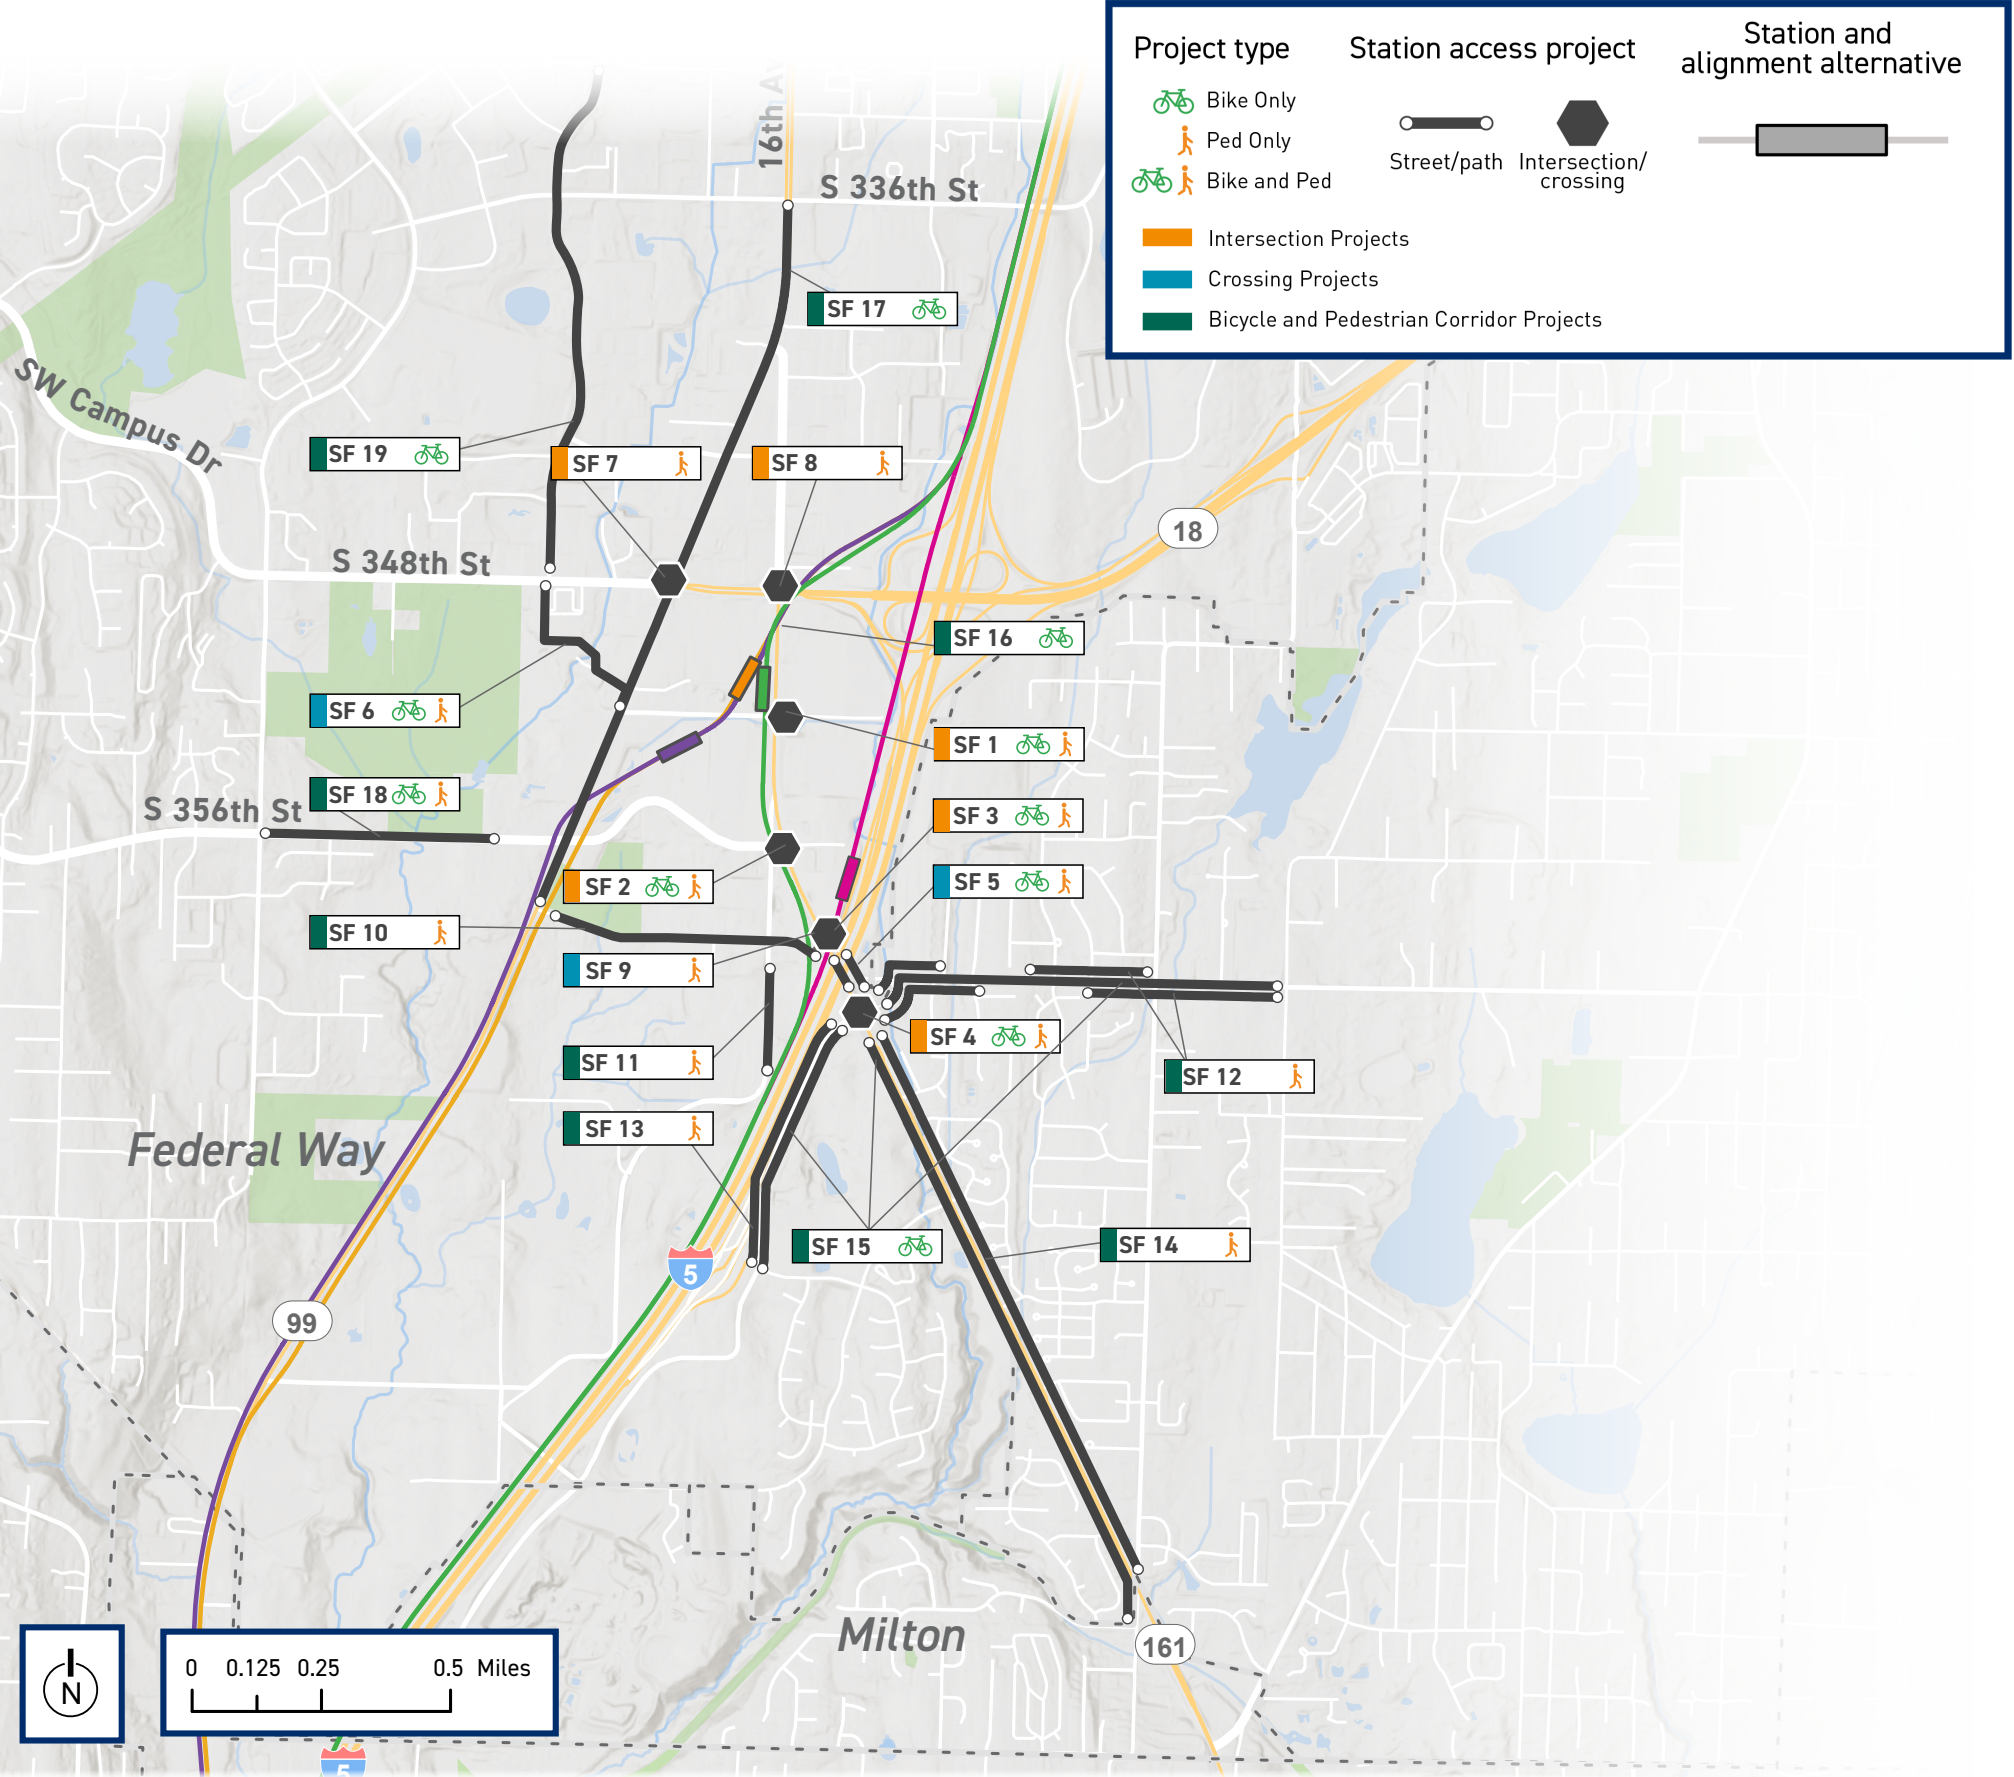 Project type
Station access project
Station and
alignment alternative
Bike Only
Ped Only
Bike and Ped
Street/path
Intersection/
crossing
Intersection Projects
Crossing Projects
Bicycle and Pedestrian Corridor Projects
16th Av
S 336th St
SF 17
SW Campus Dr
SF 19
SF 7
SF 8
18
S 348th St
SF 16
SF 6
SF 1
SF 18
S 356th St
SF 3
SF 2
SF 5
SF 10
SF 9
SF 4
SF 11
SF 12
SF 13
Federal Way
SF 15
SF 14
5
99
Milton
161
N
0 0.125 0.25 0.5 Miles
5